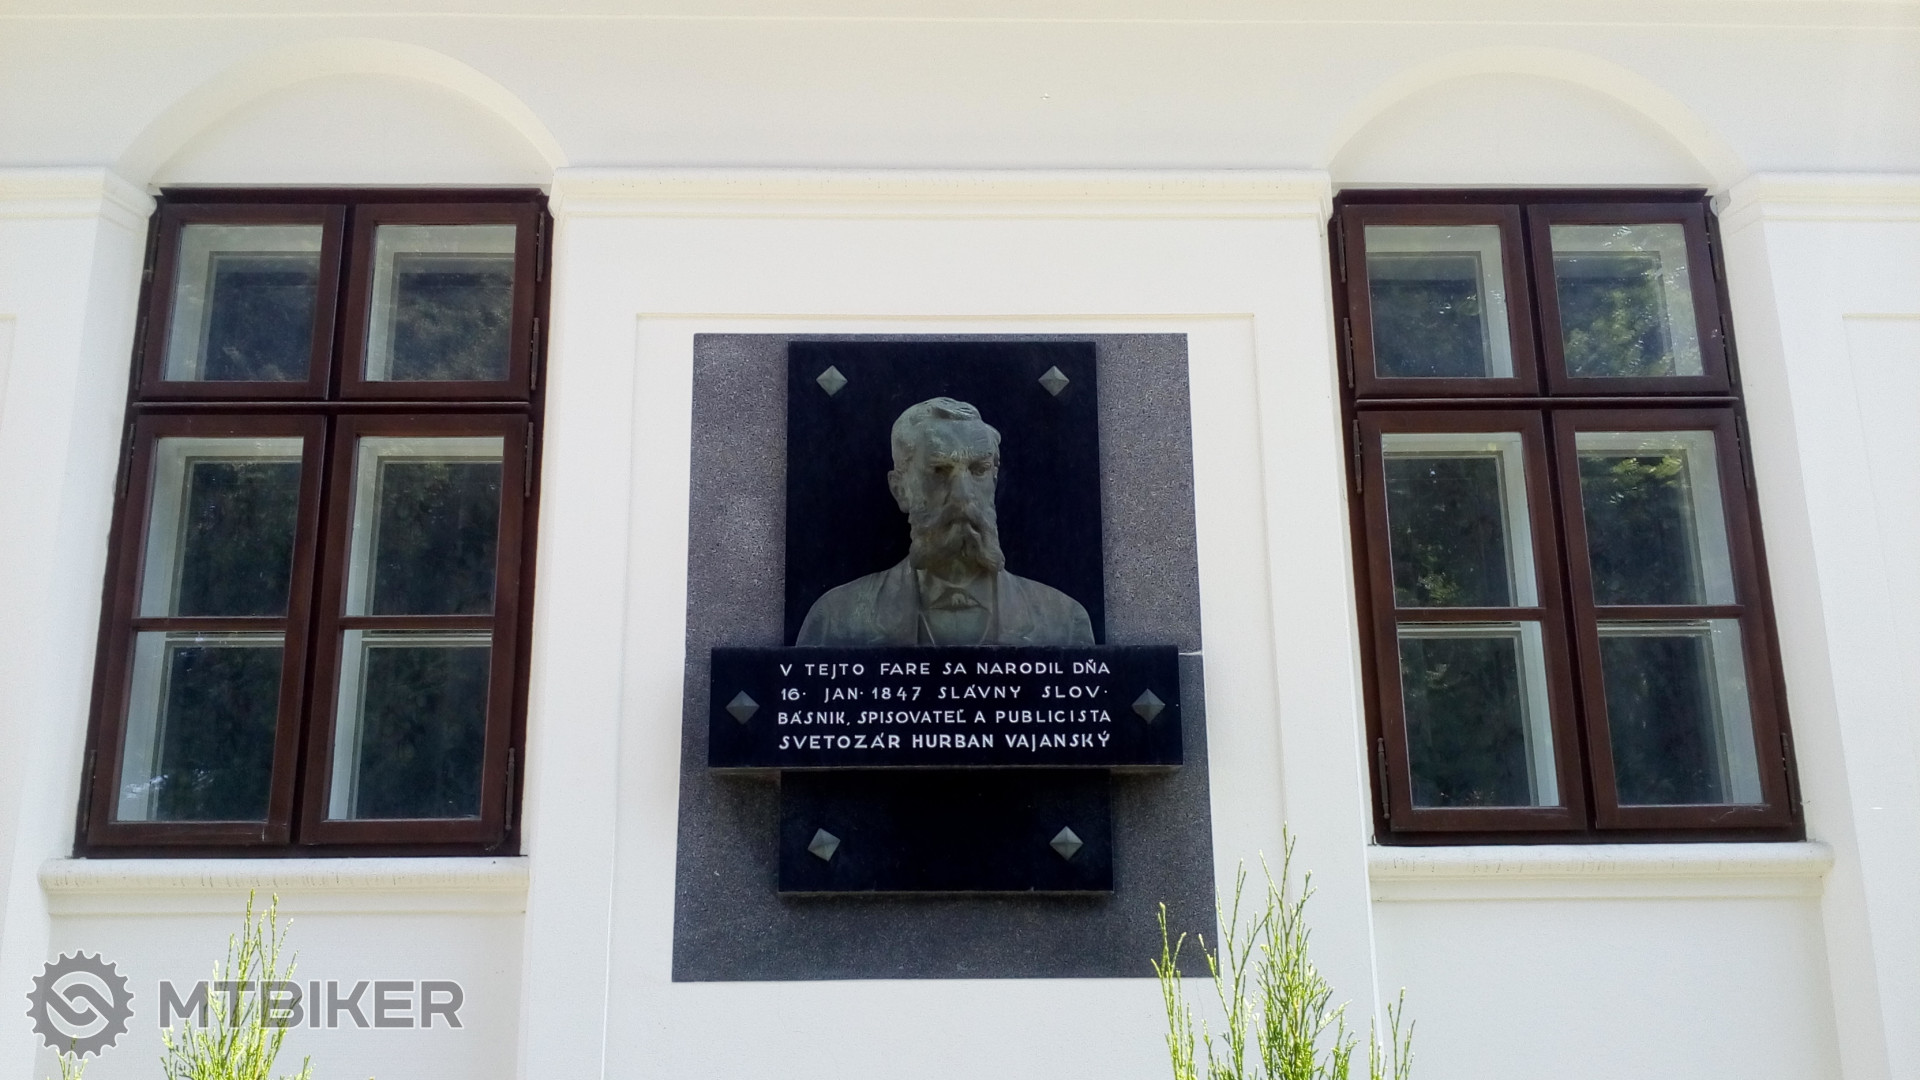 V TEJTO FARE SA NARODIL DŇA
16. JAN. 1847 SLÁVNY SLOV.
BÁSNIK, SPISOVATEĽ A PUBLICISTA
SVETOZÁR HURBAN VAJANSKÝ
MTBIKER